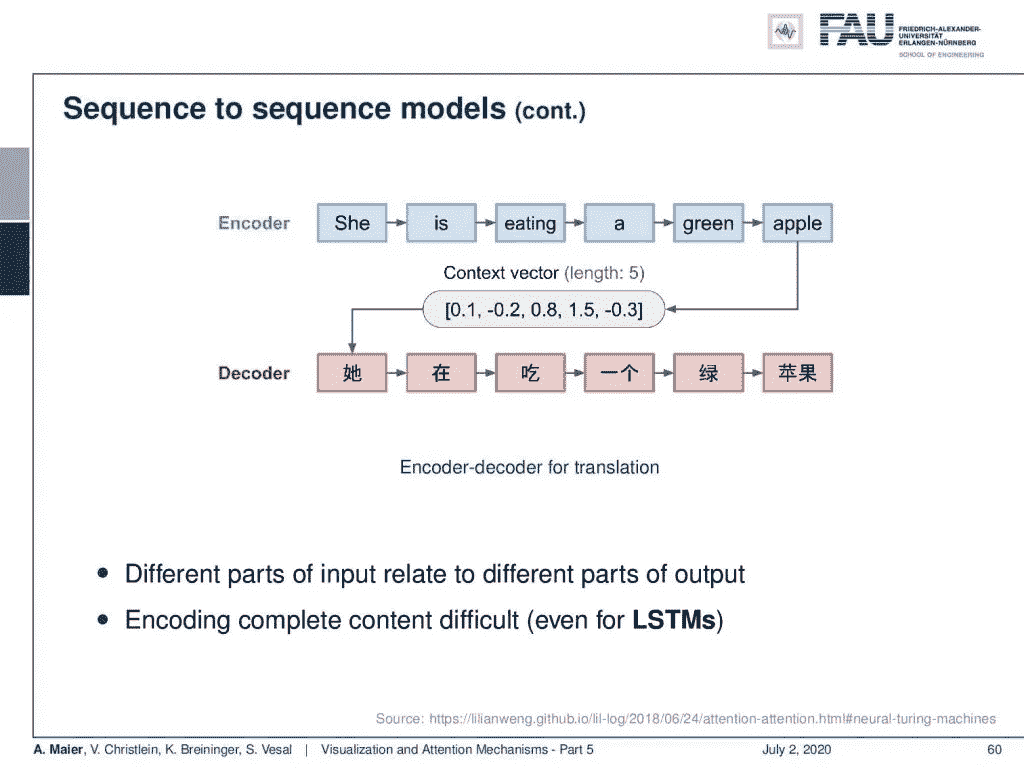 FAU
FRIEDRICH-ALEXANDER-
UNIVERSITÄT
ERLANGEN-NÜRNBERG
SCHOOL OF ENGINEERING
Sequence to sequence models (cont.)
Encoder She is eating a green apple
Context vector (length: 5)
[0.1, -0.2, 0.8, 1.5, -0.3]
Decoder 她 在 吃 一个 绿 苹果
Encoder-decoder for translation
• Different parts of input relate to different parts of output
• Encoding complete content difficult (even for LSTMs)
Source: https://lilianweng.github.io/lil-log/2018/06/24/attention-attention.html#neural-turing-machines
A. Maier, V. Christlein, K. Breininger, S. Vesal | Visualization and Attention Mechanisms - Part 5 July 2, 2020 60